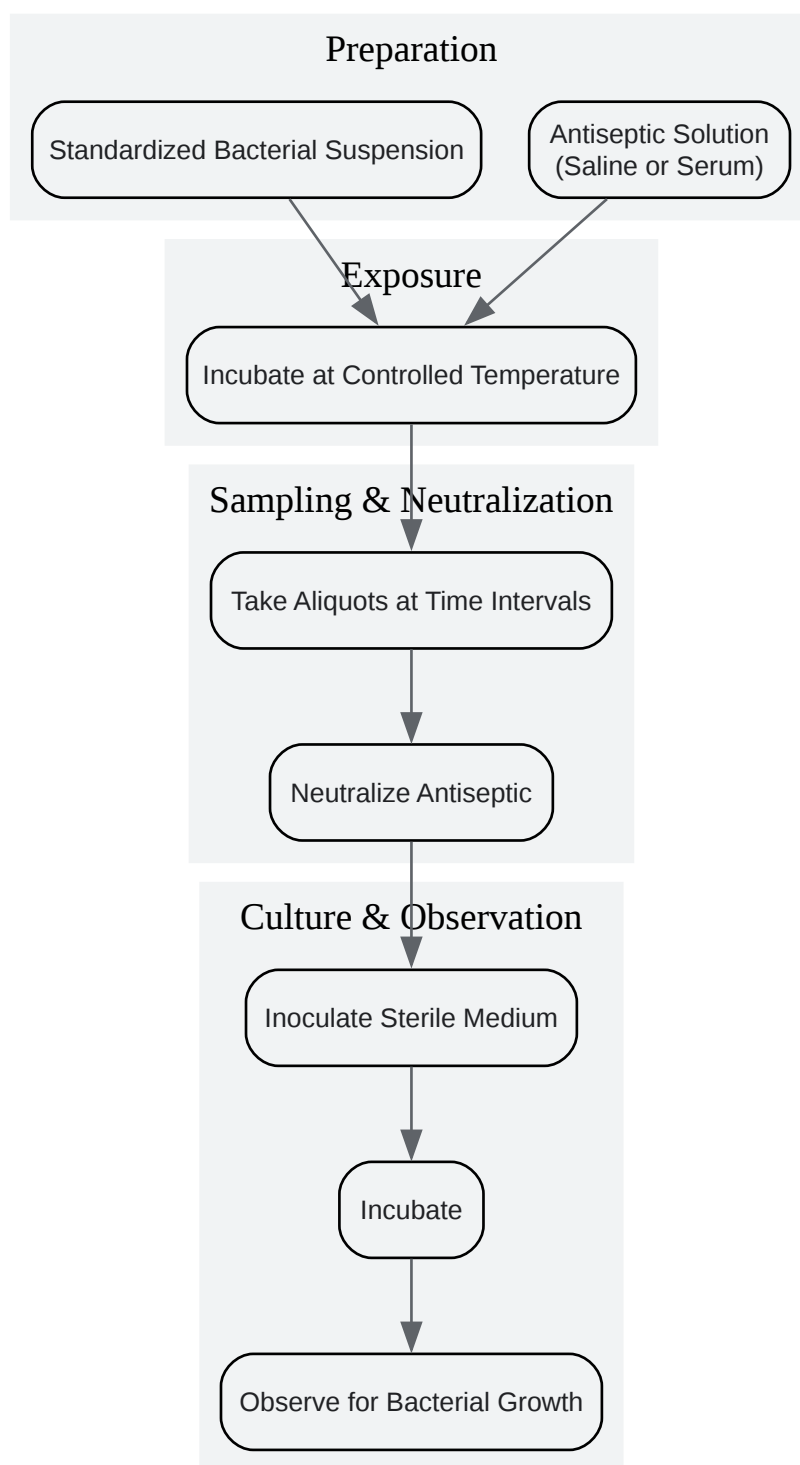 Preparation
Standardized Bacterial Suspension
Antiseptic Solution
(Saline or Serum)
Exposure
Incubate at Controlled Temperature
Sampling & Neutralization
Take Aliquots at Time Intervals
Neutralize Antiseptic
Culture & Observation
Inoculate Sterile Medium
Incubate
Observe for Bacterial Growth